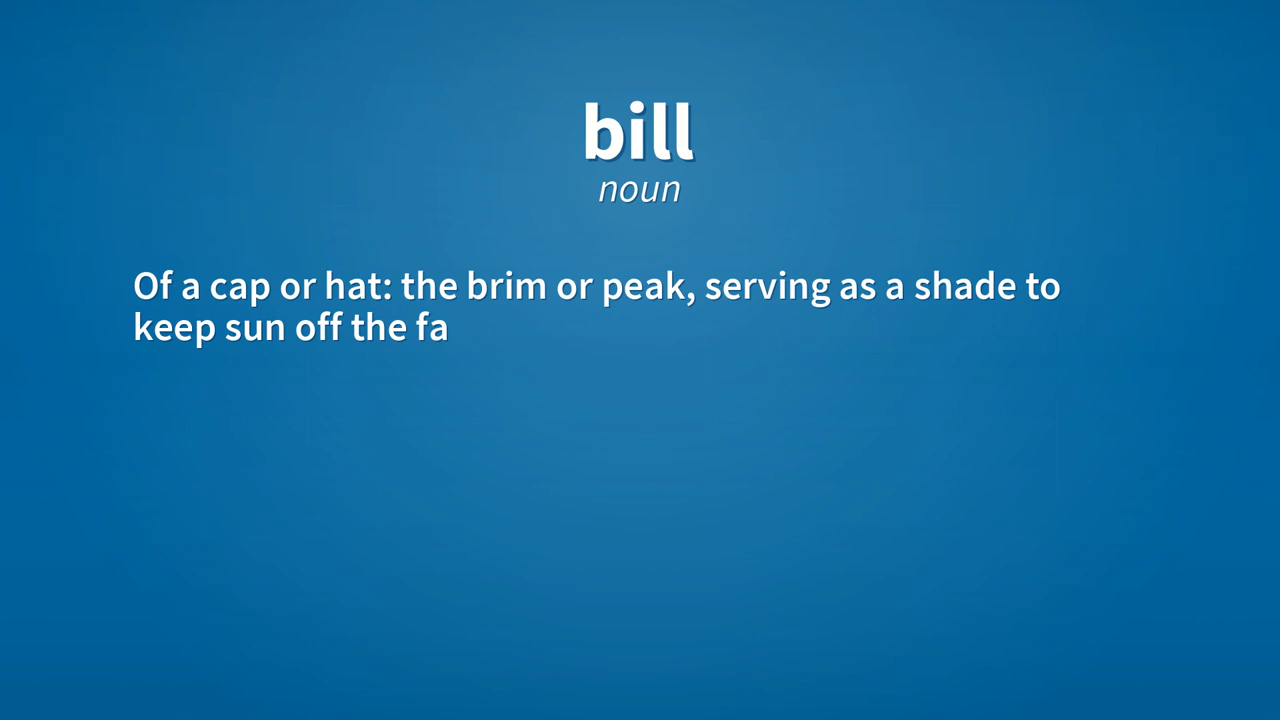 bill
noun
Of a cap or hat: the brim or peak, serving as a shade to
keep sun off the fa